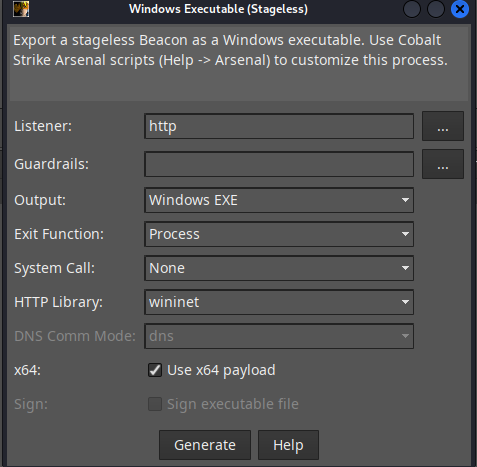 Windows Executable (Stageless)
Export a stageless Beacon as a Windows executable. Use Cobalt
Strike Arsenal scripts (Help -> Arsenal) to customize this process.
Listener: http ...
Guardrails: ...
Output: Windows EXE
Exit Function: Process
System Call: None
HTTP Library: wininet
DNS Comm Mode: dns
x64: Use x64 payload
Sign: Sign executable file
Generate Help